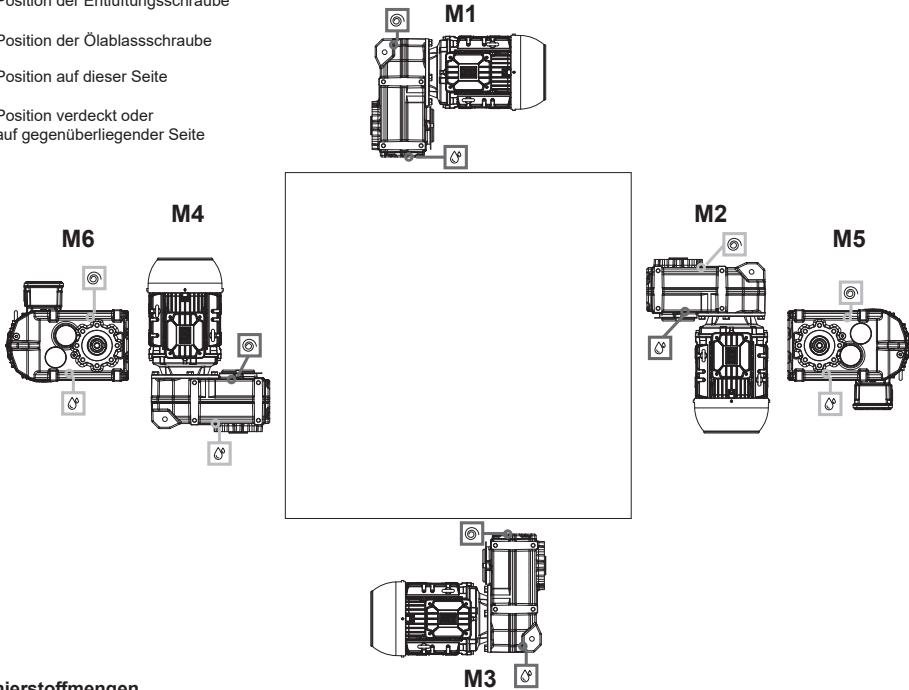 Position der Entlüftungsschraube
Position der Ölablassschraube
Position auf dieser Seite
Position verdeckt oder
auf gegenüberliegender Seite
M1
M4
M6
M2
M5
M3